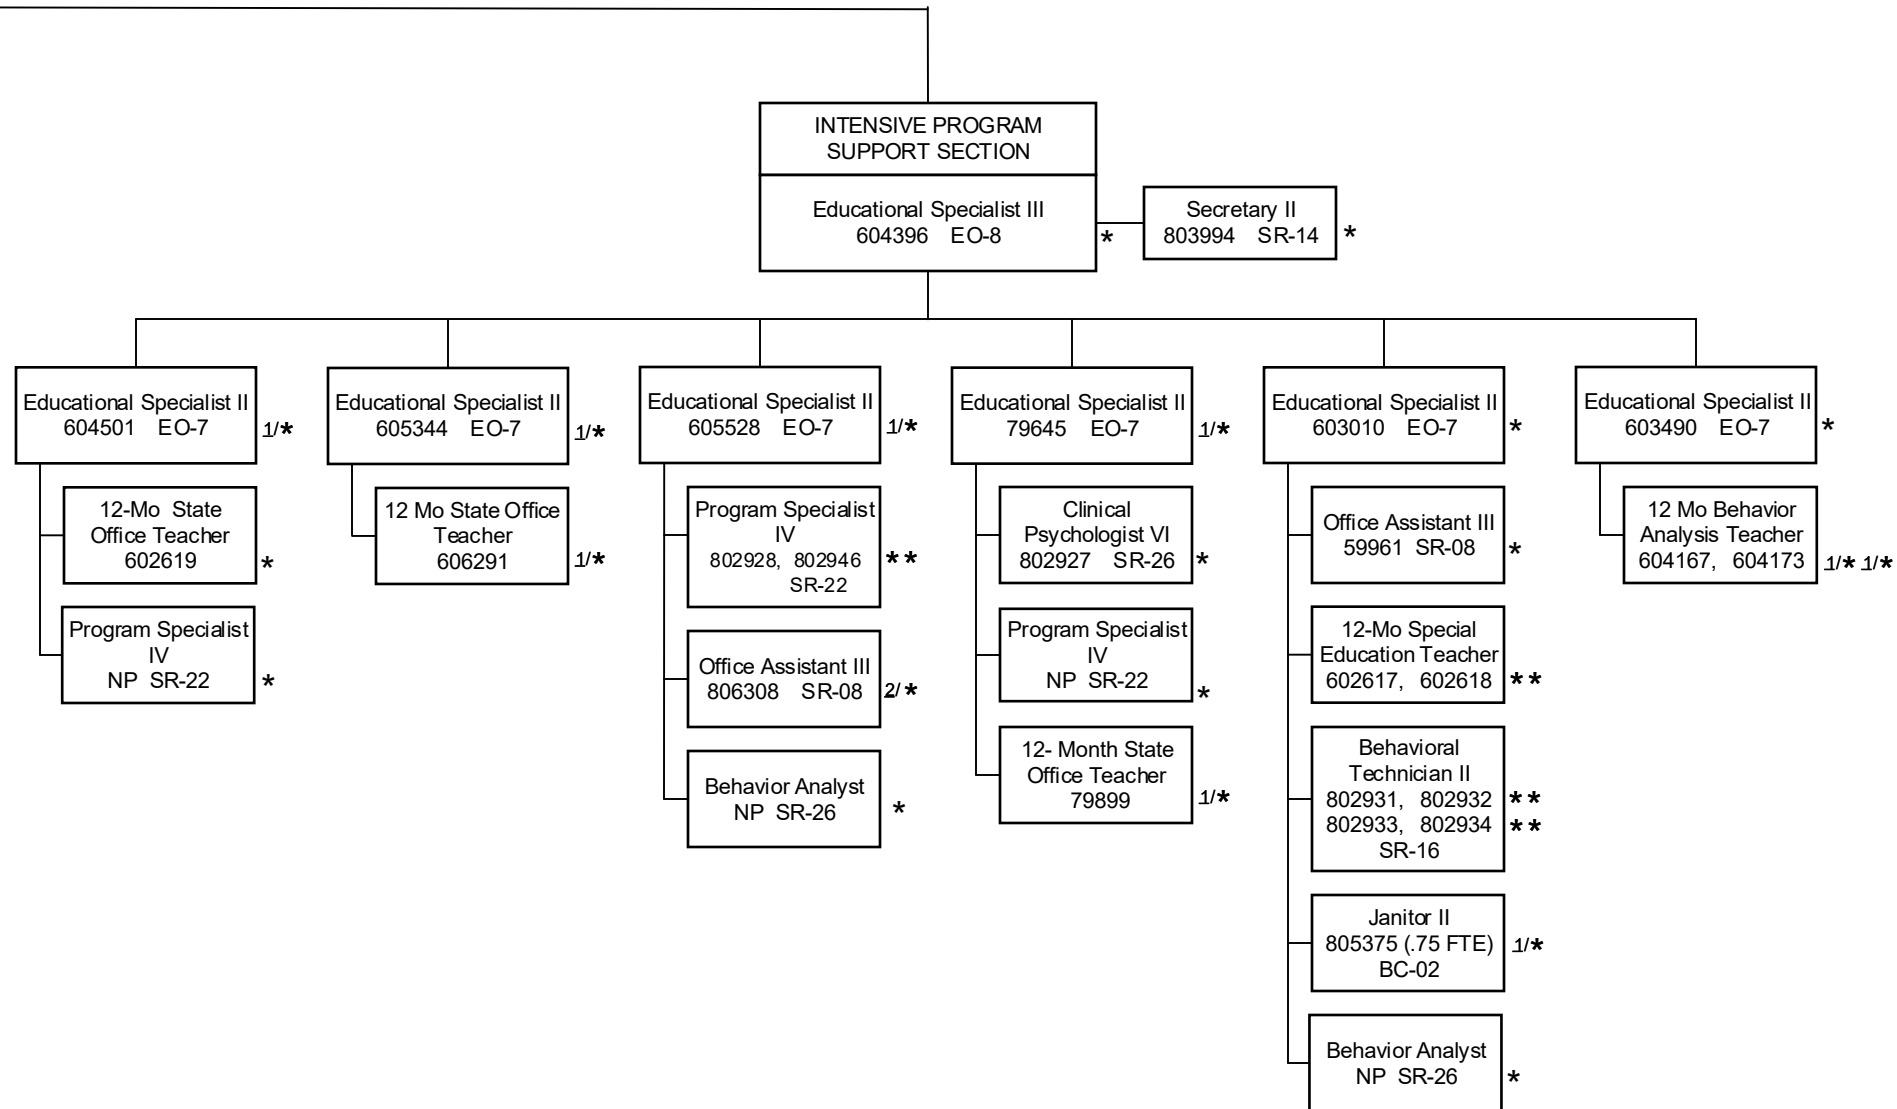 INTENSIVE PROGRAM
SUPPORT SECTION
Educational Specialist III
604396 EO-8
*
Secretary II
803994 SR-14
*
Educational Specialist II
604501 EO-7
1/*
12-Mo State
Office Teacher
602619
*
Program Specialist
IV
NP SR-22
*
Educational Specialist II
605344 EO-7
1/*
12 Mo State Office
Teacher
606291
1/*
Educational Specialist II
605528 EO-7
1/*
Program Specialist
IV
802928, 802946
**
SR-22
Office Assistant III
806308 SR-08
2/*
Behavior Analyst
NP SR-26
*
Educational Specialist II
79645 EO-7
1/*
Clinical
Psychologist VI
802927 SR-26
*
Program Specialist
IV
NP SR-22
*
12- Month State
Office Teacher
79899
1/*
Educational Specialist II
603010 EO-7
*
Office Assistant III
59961 SR-08
*
12-Mo Special
Education Teacher
602617, 602618
**
Behavioral
Technician II
802931, 802932
**
802933, 802934
**
SR-16
Janitor II
805375 (.75 FTE)
1/*
BC-02
Behavior Analyst
NP SR-26
*
Educational Specialist II
603490 EO-7
*
12 Mo Behavior
Analysis Teacher
604167, 604173
1/* 1/*